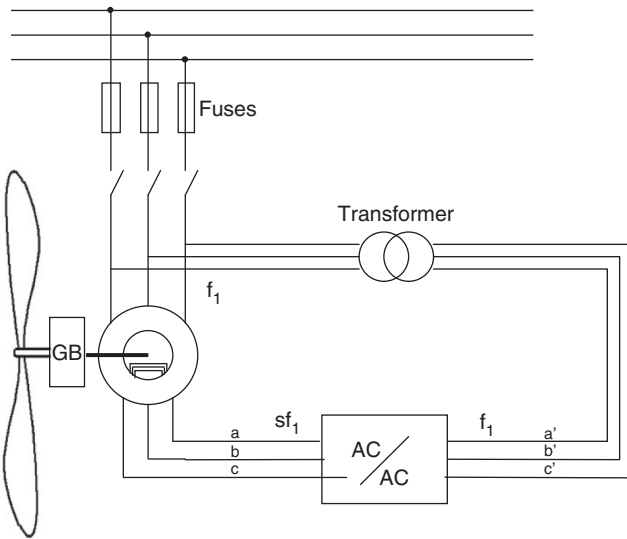 Fuses
Transformer
f₁
GB
a sf₁ f₁ a'
b AC b'
c AC c'